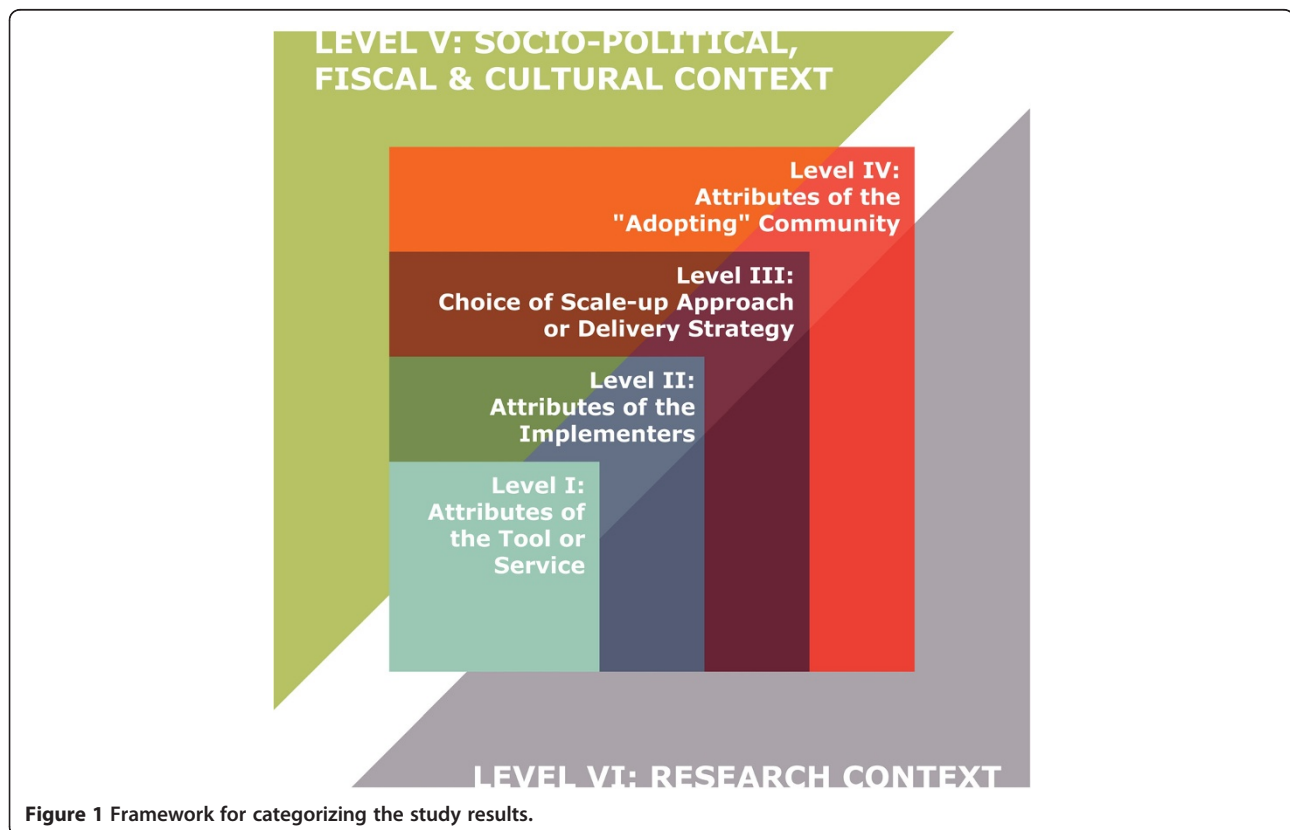 LEVEL V: SOCIO-POLITICAL,
FISCAL & CULTURAL CONTEXT
Level IV:
Attributes of the
"Adopting" Community
Level III:
Choice of Scale-up Approach
or Delivery Strategy
Level II:
Attributes of the
Implementers
Level I:
Attributes of
the Tool or
Service
LEVEL VI: RESEARCH CONTEXT
Figure 1 Framework for categorizing the study results.